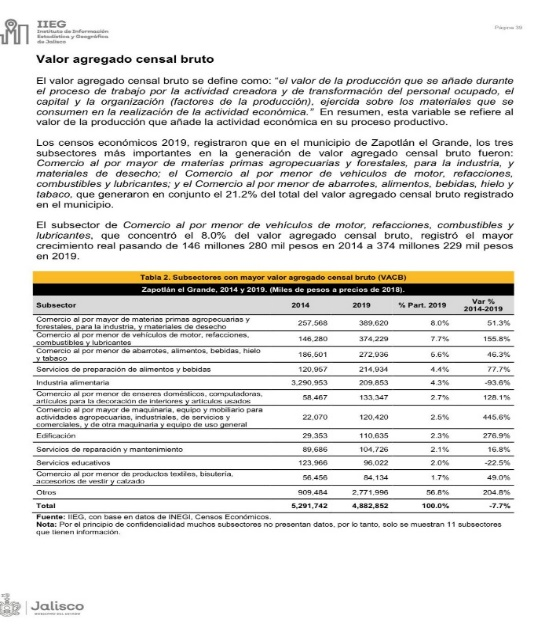 IIEG
Instituto de Información
Estadística y Geográfica
de Jalisco
Valor agregado censal bruto
El valor agregado censal bruto se define como: "el valor de la producción que se añade durante
el proceso de trabajo por la actividad creadora y de transformación del personal ocupado, el
capital y la organización (factores de la producción), ejercida sobre los materiales que se
consumen en la realización de la actividad económica." En resumen, esta variable se refiere al
valor de la producción que añade la actividad económica en su proceso productivo.
Los censos económicos 2019, registraron que en el municipio de Zapotlán el Grande, los tres
subsectores más importantes en la generación de valor agregado censal bruto fueron:
Comercio al por mayor de materias primas agropecuarias y forestales, para la industria, y
materiales de desecho; el Comercio al por menor de vehículos de motor, refacciones,
combustibles y lubricantes; y el Comercio al por menor de abarrotes, alimentos, bebidas, hielo y
tabaco, que generaron en conjunto el 21.2% del total del valor agregado censal bruto registrado
en el municipio.
El subsector de Comercio al por menor de vehículos de motor, refacciones, combustibles y
lubricantes, que concentró el 8.0% del valor agregado censal bruto, registró el mayor
crecimiento real pasando de 146 millones 280 mil pesos en 2014 a 374 millones 229 mil pesos
en 2019.
Tabla 2. Subsectores con mayor valor agregado censal bruto (VACB)
Zapotlán el Grande, 2014 y 2019. (Miles de pesos a precios de 2018).
Subsector 2014 2019 % Part. 2019 Var % 2014-2019
Comercio al por mayor de materias primas agropecuarias y
forestales, para la industria, y materiales de desecho 257,568 389,620 8.0% 51.3%
Comercio al por menor de vehículos de motor, refacciones,
combustibles y lubricantes 146,280 374,229 7.7% 155.8%
Comercio al por menor de abarrotes, alimentos, bebidas, hielo
y tabaco 186,501 272,936 5.6% 46.3%
Servicios de preparación de alimentos y bebidas 120,957 214,934 4.4% 77.7%
Industria alimentaria 3,290,953 209,853 4.3% -93.6%
Comercio al por menor de enseres domésticos, computadoras,
artículos para la decoración de interiores y artículos usados 58,467 133,347 2.7% 128.1%
Comercio al por mayor de maquinaria, equipo y mobiliario para
actividades agropecuarias, industriales, de servicios y
comerciales, y de otra maquinaria y equipo de uso general 22,070 120,420 2.5% 445.6%
Edificación 29,353 110,635 2.3% 276.9%
Servicios de reparación y mantenimiento 89,686 104,726 2.1% 16.8%
Servicios educativos 123,966 96,022 2.0% -22.5%
Comercio al por menor de productos textiles, bisutería,
accesorios de vestir y calzado 56,456 84,134 1.7% 49.0%
Otros 909,484 2,771,996 56.8% 204.8%
Total 5,291,742 4,882,852 100.0% -7.7%
Fuente: IIEG, con base en datos de INEGI, Censos Económicos.
Nota: Por el principio de confidencialidad muchos subsectores no presentan datos, por lo tanto, solo se muestran 11 subsectores
que tienen información.
Jalisco